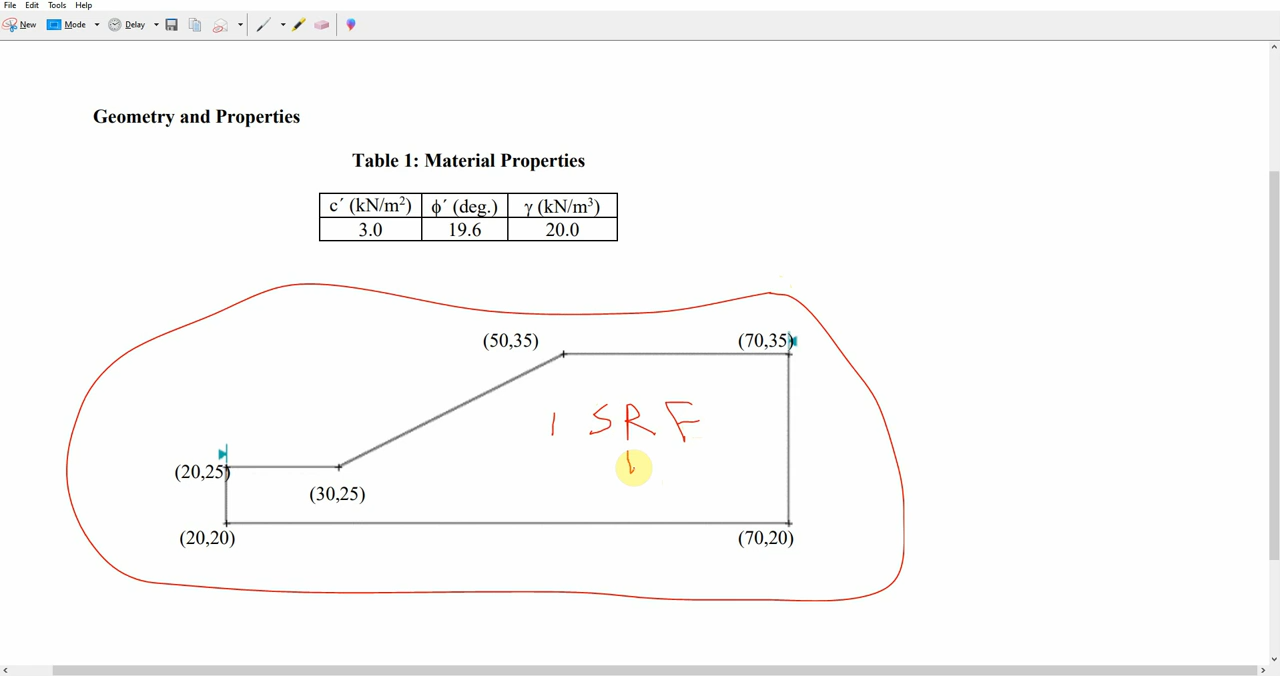 File Edit Tools Help
New Mode Delay
Geometry and Properties
Table 1: Material Properties
c´ (kN/m²) ϕ´ (deg.) γ (kN/m³)
3.0 19.6 20.0
(50,35) (70,35)
1 SRF
(20,25)
(30,25)
(20,20) (70,20)